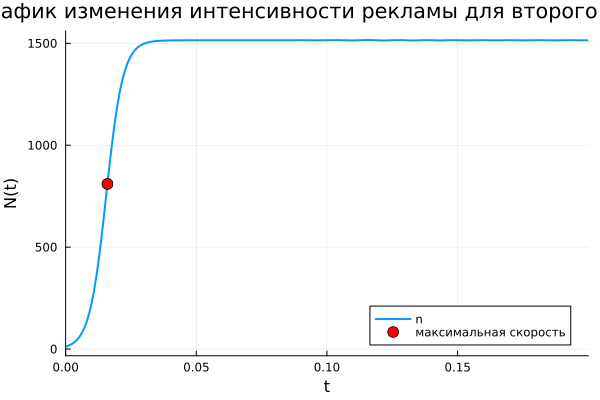 афик изменения интенсивности рекламы для второго
1500
1000
500
0
N(t)
0.00
0.05
0.10
0.15
t
n
максимальная скорость